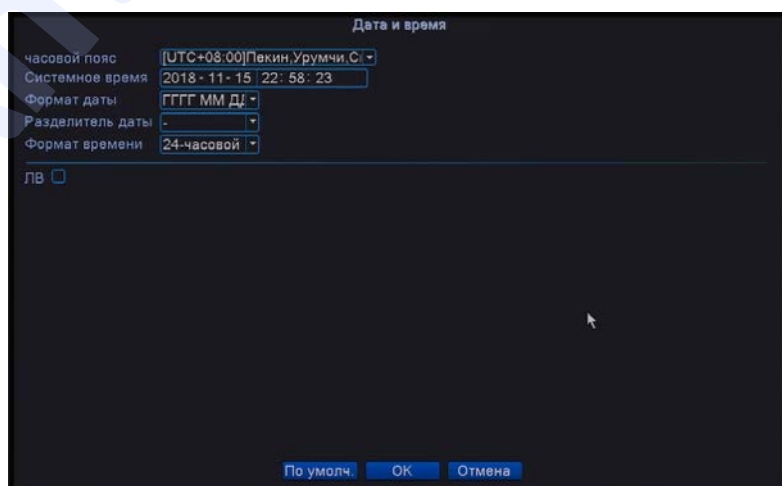 Дата и время
часовой пояс [UTC+08:00]Пекин,Урумчи,С
Системное время 2018 - 11 - 15 22: 58: 23
Формат даты ГГГГ ММ ДД
Разделитель даты -
Формат времени 24-часовой
ЛВ
По умолч. OK Отмена